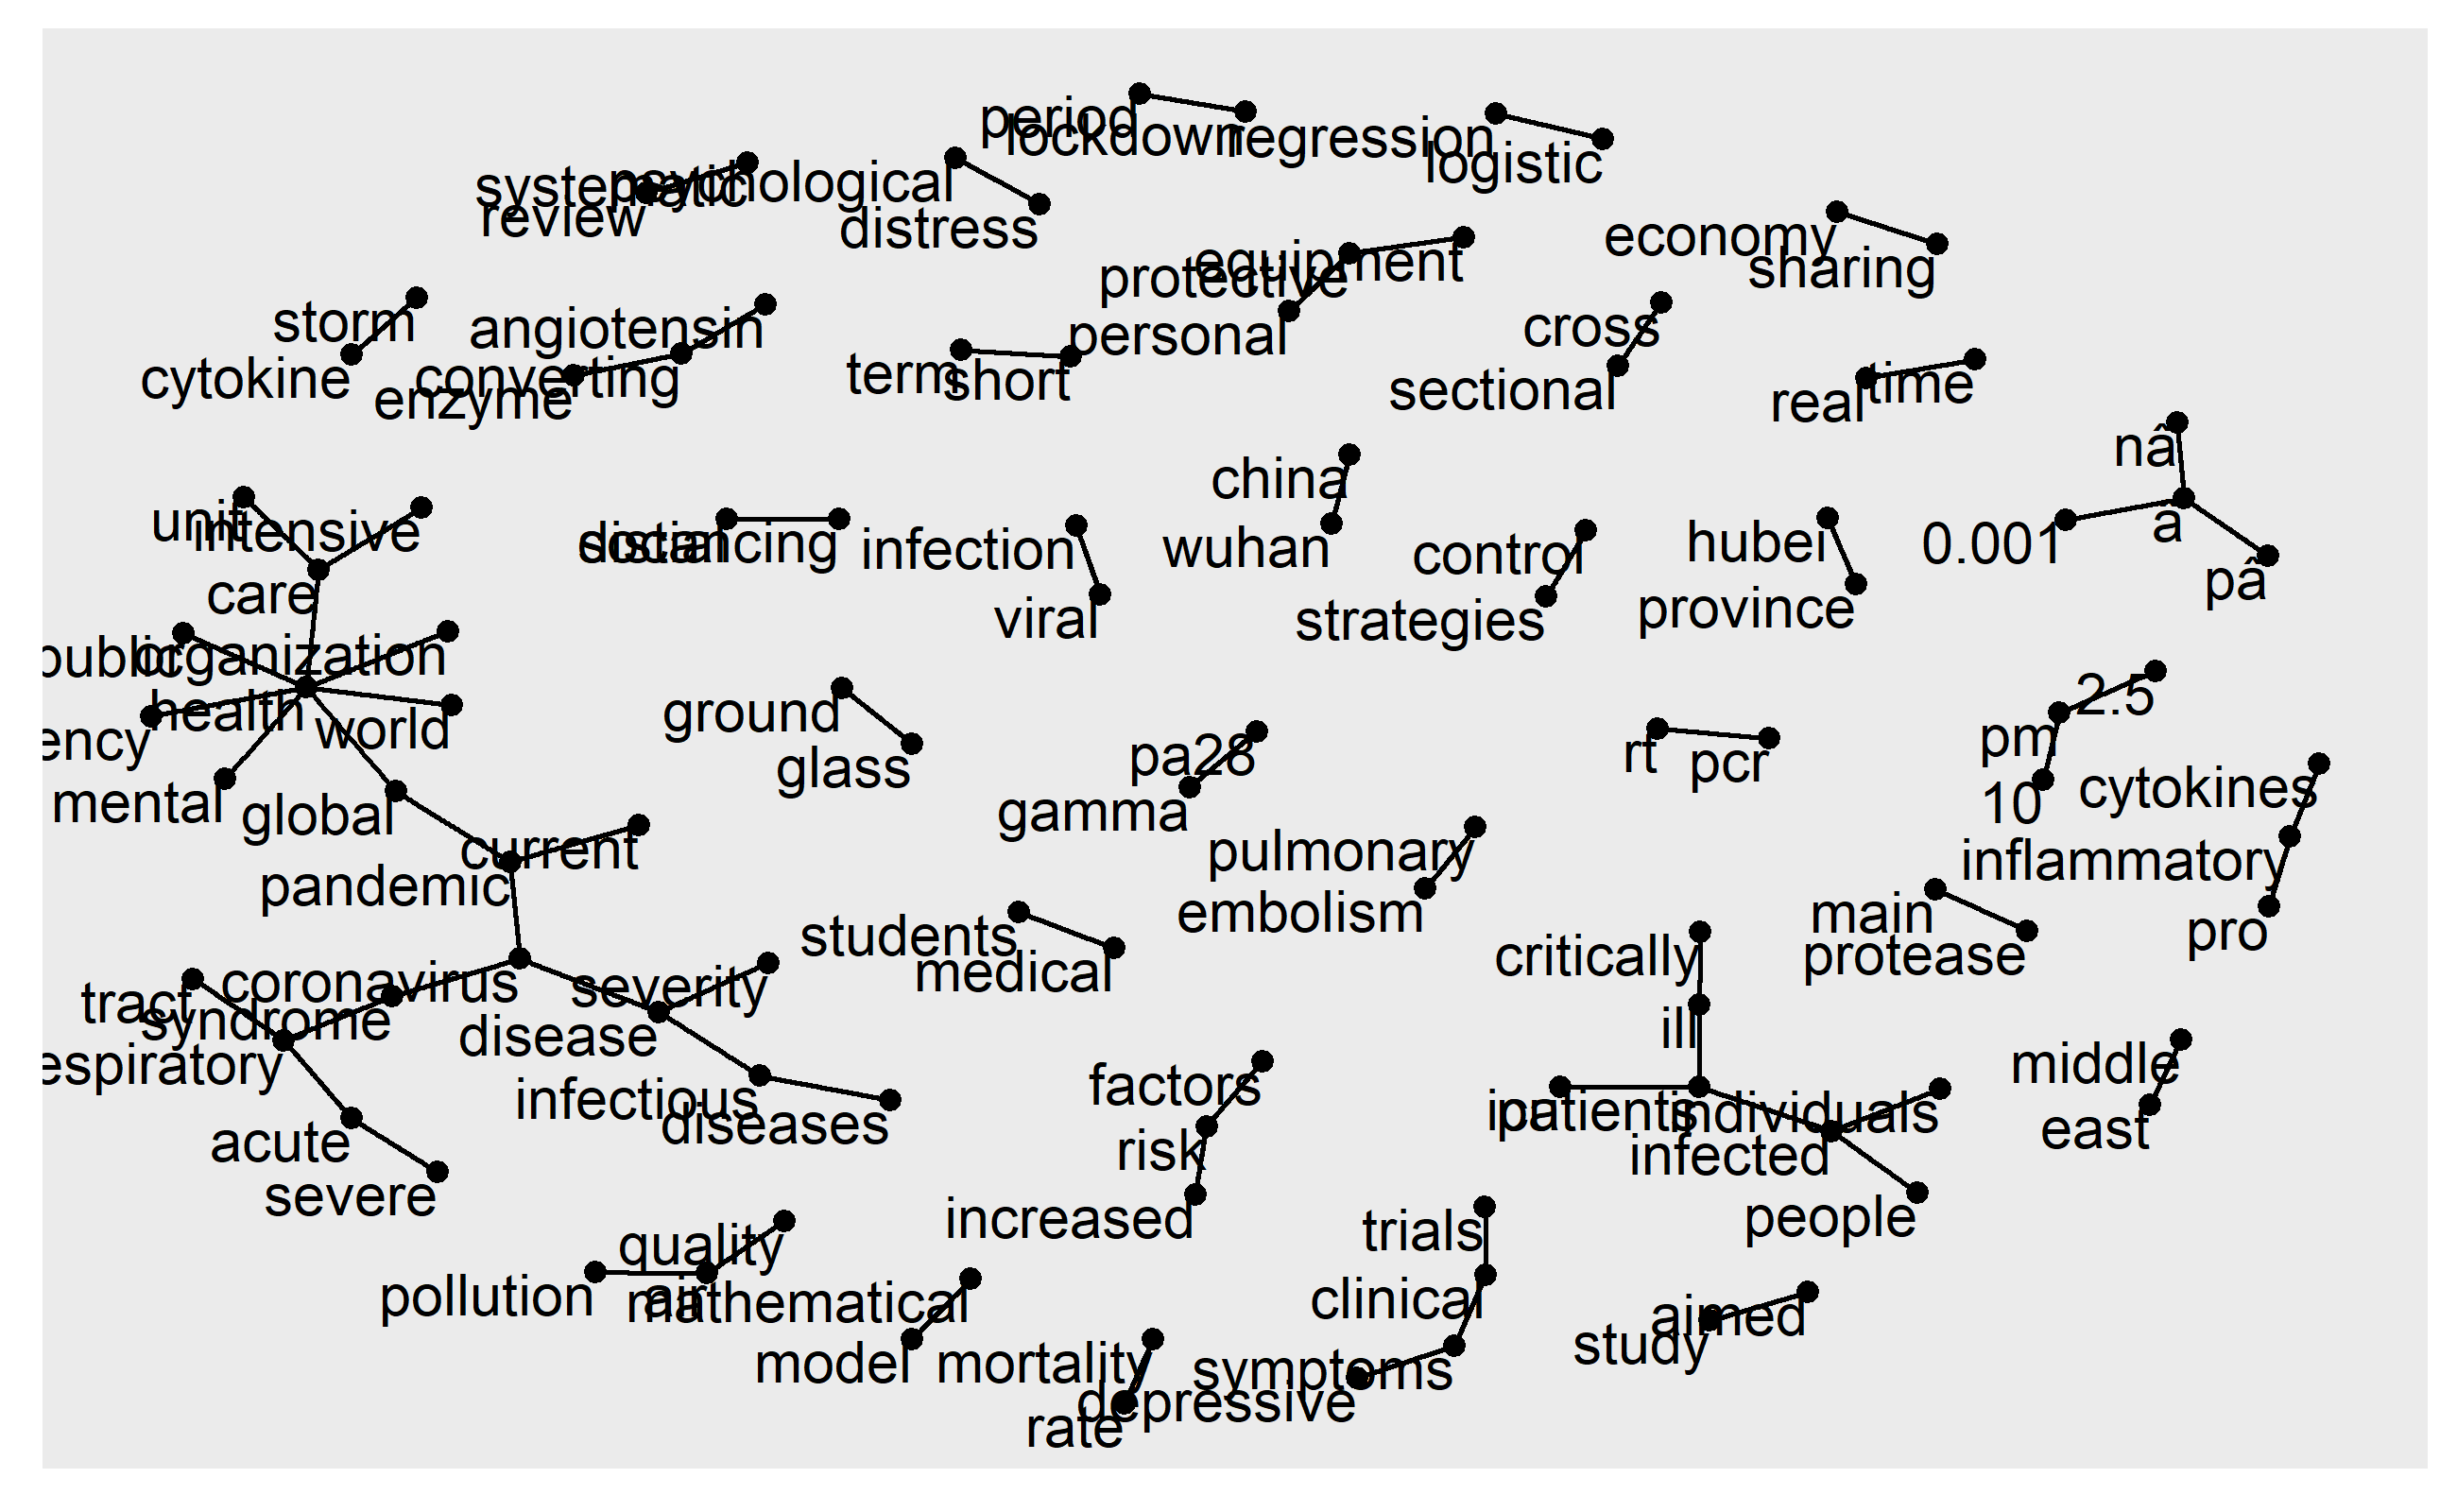 period
lockdown
regression
logistic
systematic
review
psychological
distress
economy
sharing
equipment
protective
personal
storm
cytokine
angiotensin
converting
enzyme
term
short
cross
sectional
real
time
nâ
â
0.001
pâ
china
wuhan
unit
intensive
care
social
distancing
infection
viral
control
strategies
hubei
province
public
organization
health
world
ency
mental
global
ground
glass
pa28
gamma
rt
pcr
2.5
pm
10
cytokines
inflammatory
pro
current
pandemic
pulmonary
embolism
main
protease
students
medical
critically
ill
coronavirus
severity
tract
syndrome
disease
espiratory
infectious
diseases
acute
severe
factors
risk
increased
icu
patients
individuals
infected
people
middle
east
quality
pollution
air
mathematical
model
trials
clinical
symptoms
depressive
mortality
rate
aimed
study